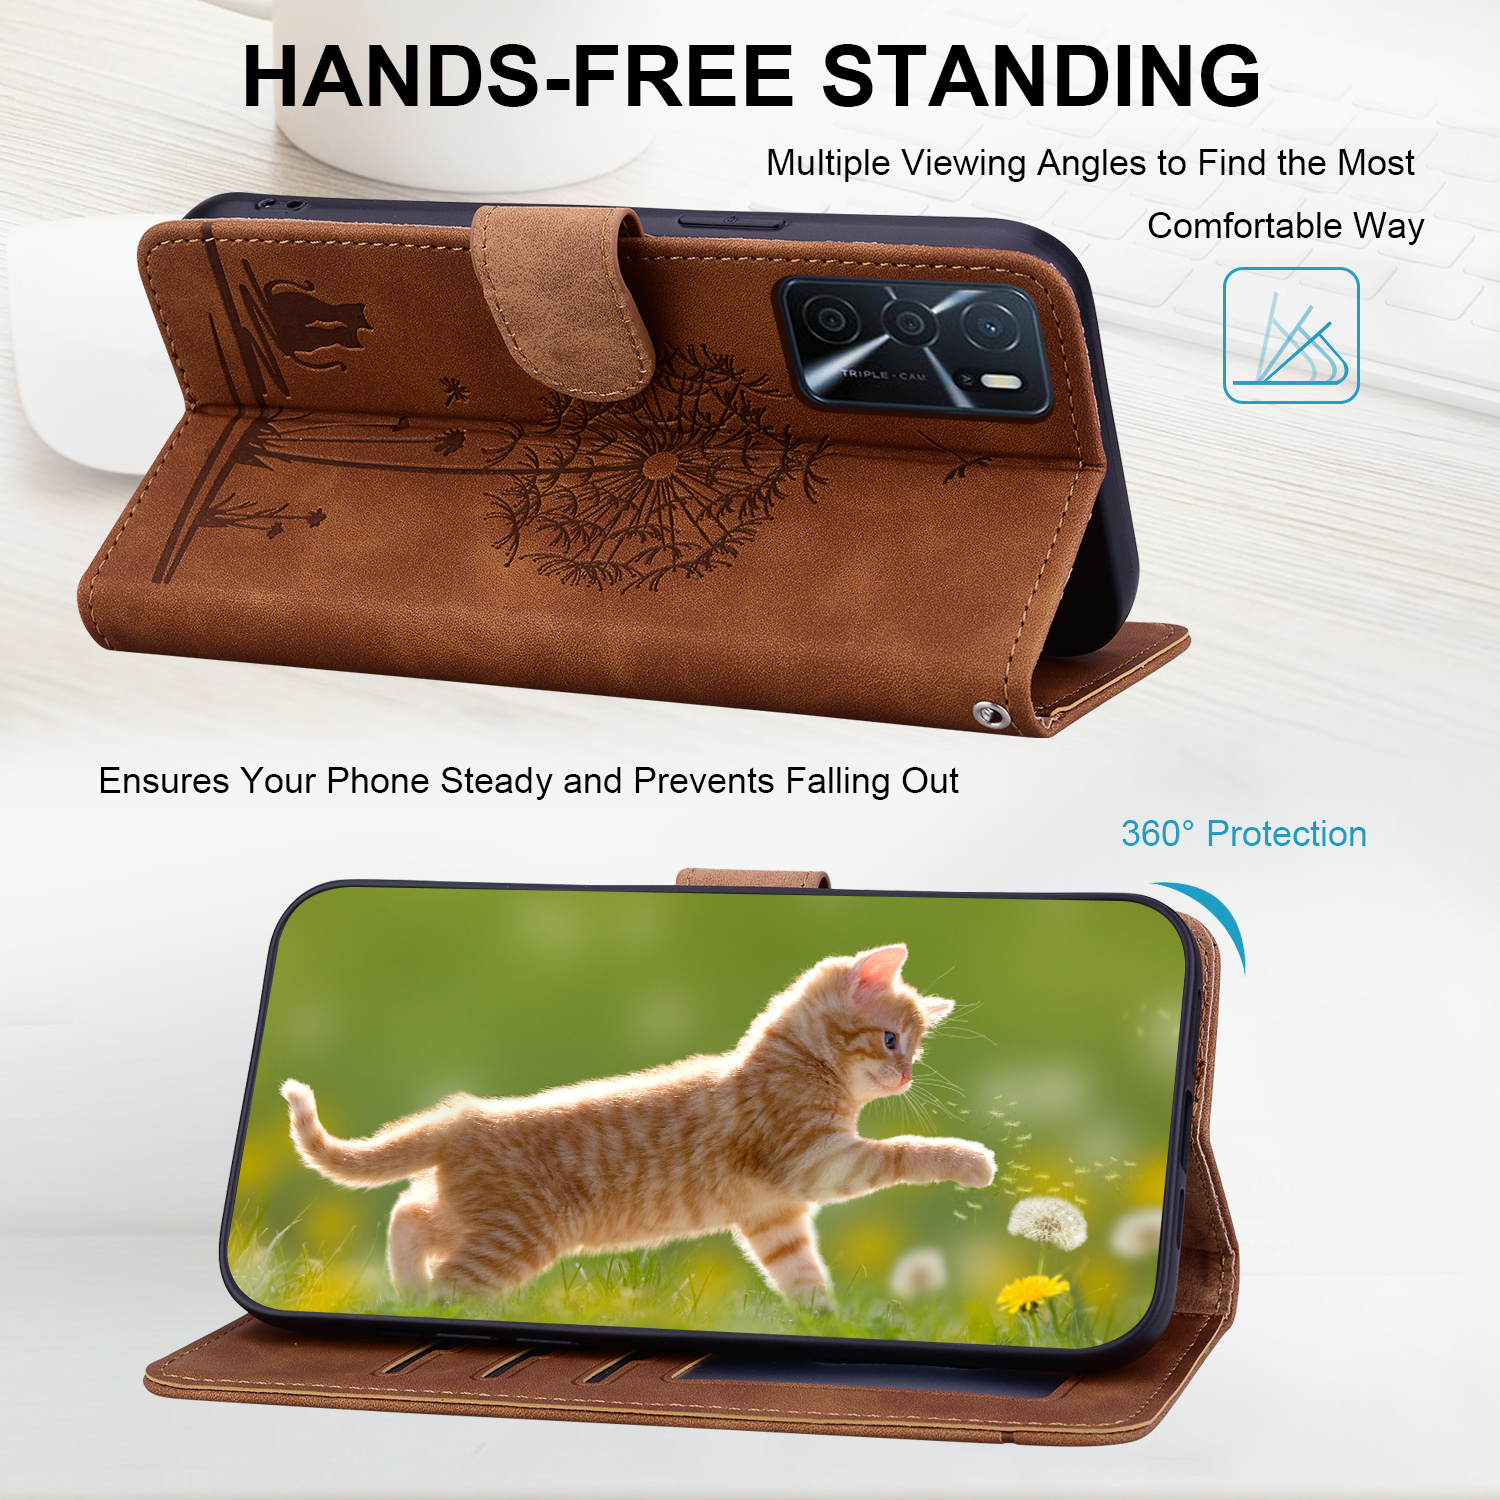 HANDS-FREE STANDING
Multiple Viewing Angles to Find the Most
Comfortable Way
TRIPLE-CAM
Ensures Your Phone Steady and Prevents Falling Out
360° Protection